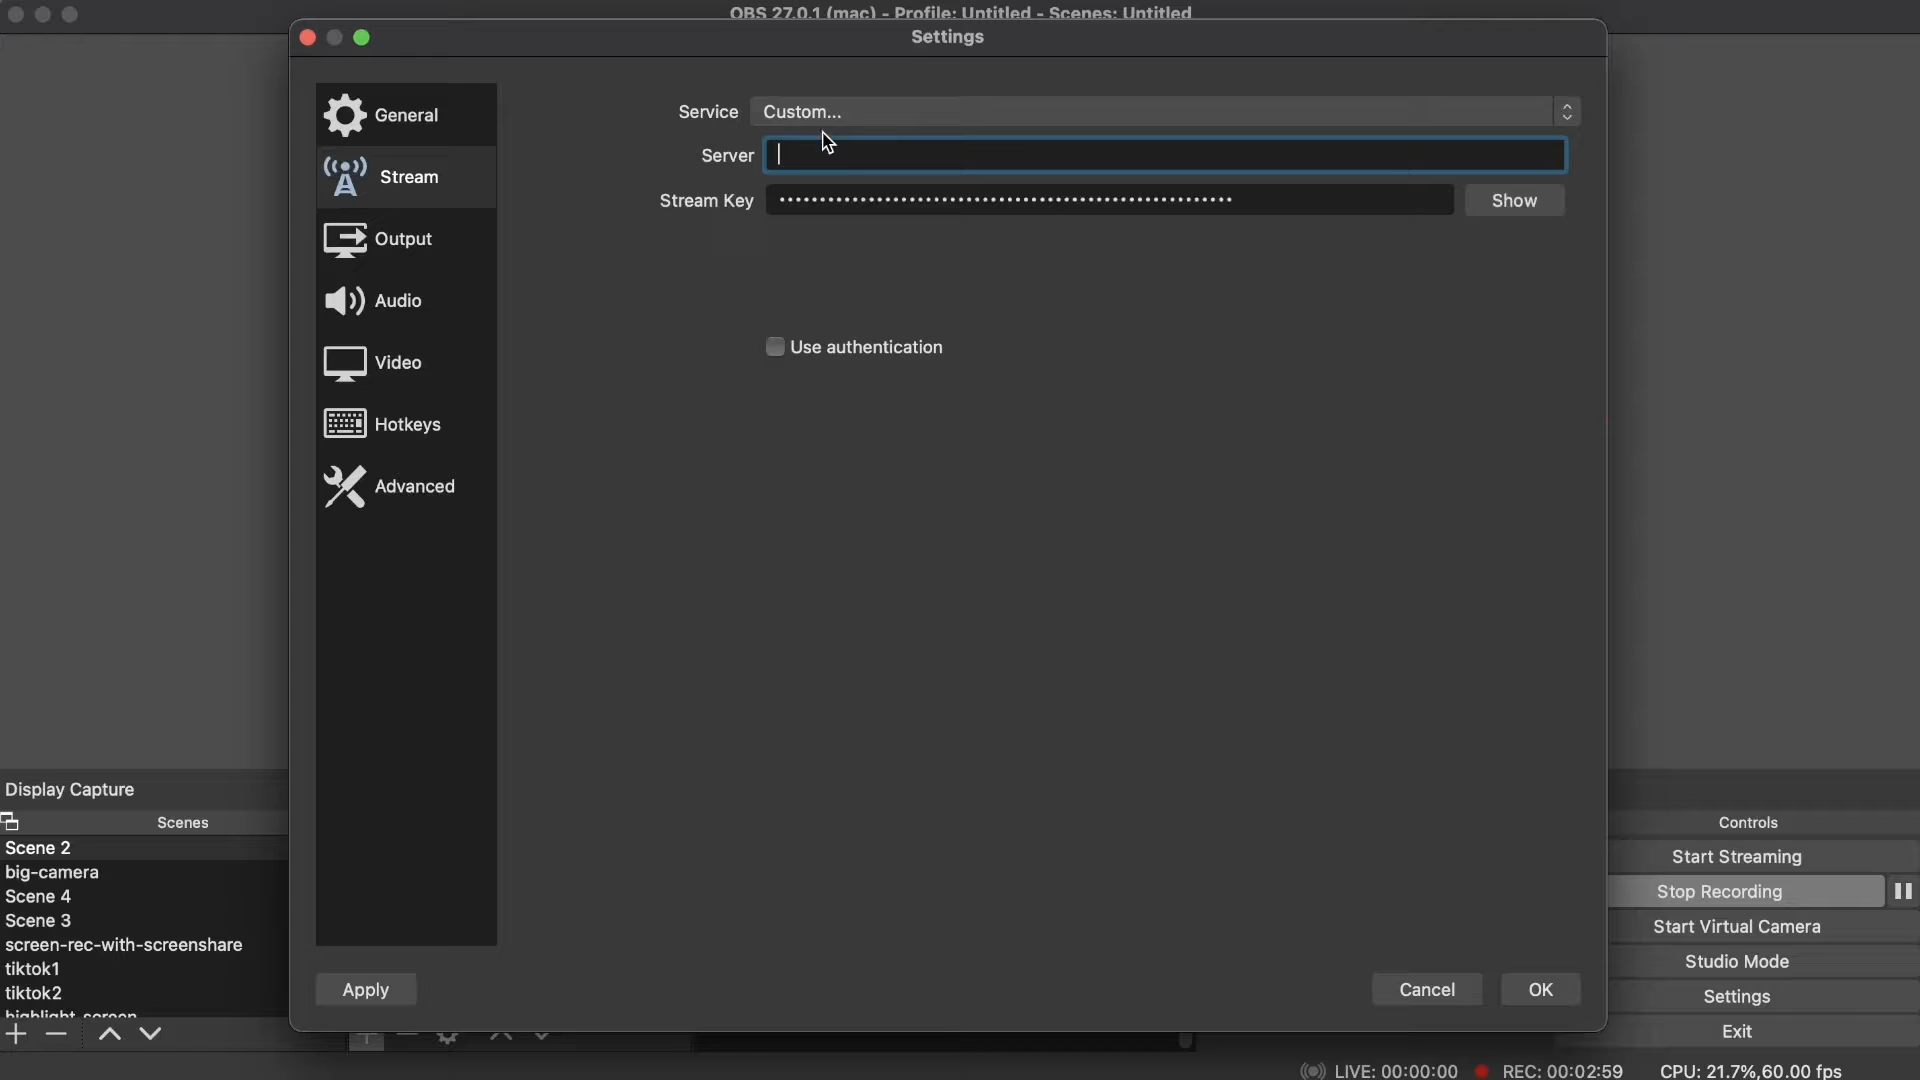 OBS 27.0.1 (mac) - Profile: Untitled - Scenes: Untitled
Settings
General
Stream
Output
Audio
Video
Hotkeys
Advanced
Service Custom...
Server
Stream Key Show
Use authentication
Apply
Cancel OK
Display Capture
Scenes
Scene 2
big-camera
Scene 4
Scene 3
screen-rec-with-screenshare
tiktok1
tiktok2
highlight-screen
Controls
Start Streaming
Stop Recording
Start Virtual Camera
Studio Mode
Settings
Exit
LIVE: 00:00:00 REC: 00:02:59 CPU: 21.7%,60.00 fps